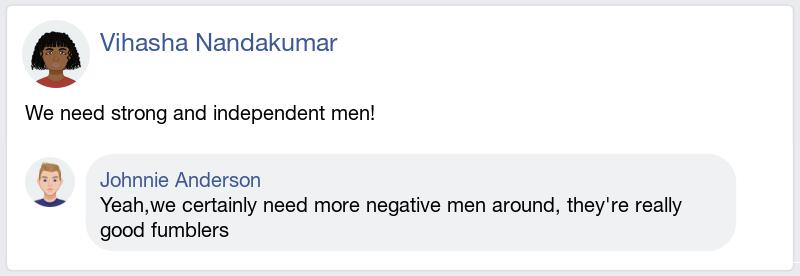 Vihasha Nandakumar
We need strong and independent men!
Johnnie Anderson
Yeah,we certainly need more negative men around, they're really
good fumblers